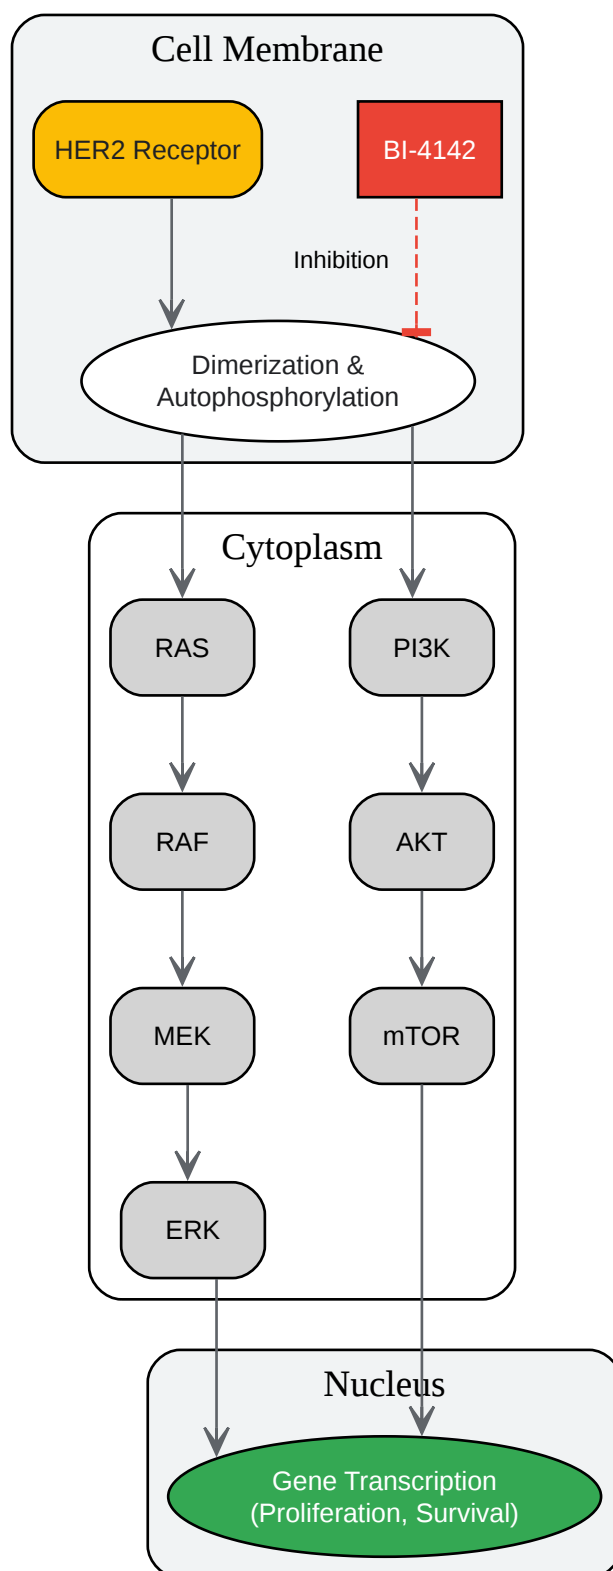 Cell Membrane
HER2 Receptor
BI-4142
Inhibition
Dimerization &
Autophosphorylation
Cytoplasm
RAS
PI3K
RAF
AKT
MEK
mTOR
ERK
Nucleus
Gene Transcription
(Proliferation, Survival)